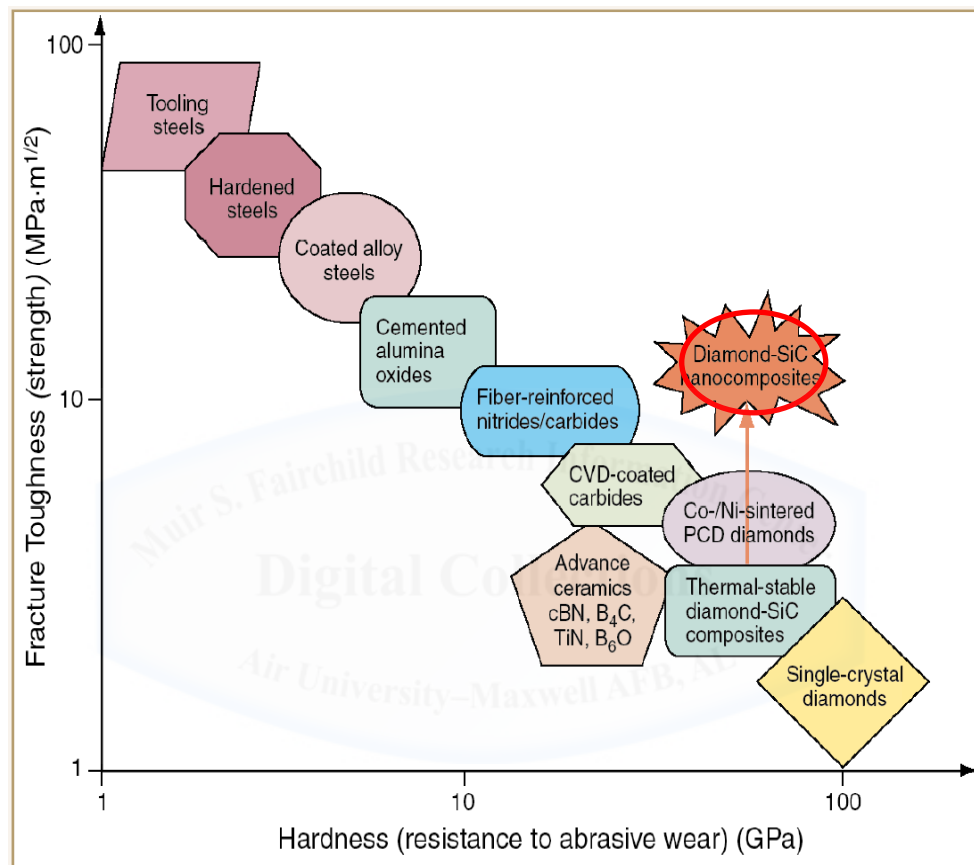 Fracture Toughness (strength) (MPa·m1/2)
100
10
1
Tooling
steels
Hardened
steels
Coated alloy
steels
Cemented
alumina
oxides
Fiber-reinforced
nitrides/carbides
CVD-coated
carbides
Advance
ceramics
cBN, B4C,
TiN, B6O
Diamond-SiC
nanocomposites
Co-/Ni-sintered
PCD diamonds
Thermal-stable
diamond-SiC
composites
Single-crystal
diamonds
Muir S. Fairchild Research Information
Digital Collections
Air University–Maxwell AFB, AL
1
10
100
Hardness (resistance to abrasive wear) (GPa)